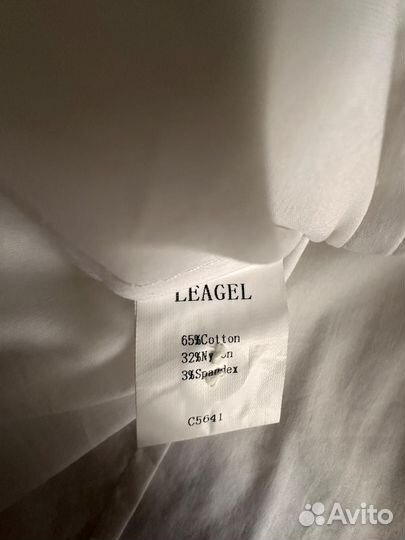 LEAGEL
65%Cotton
32%Ny on
3%Spandex
C5641
Avito